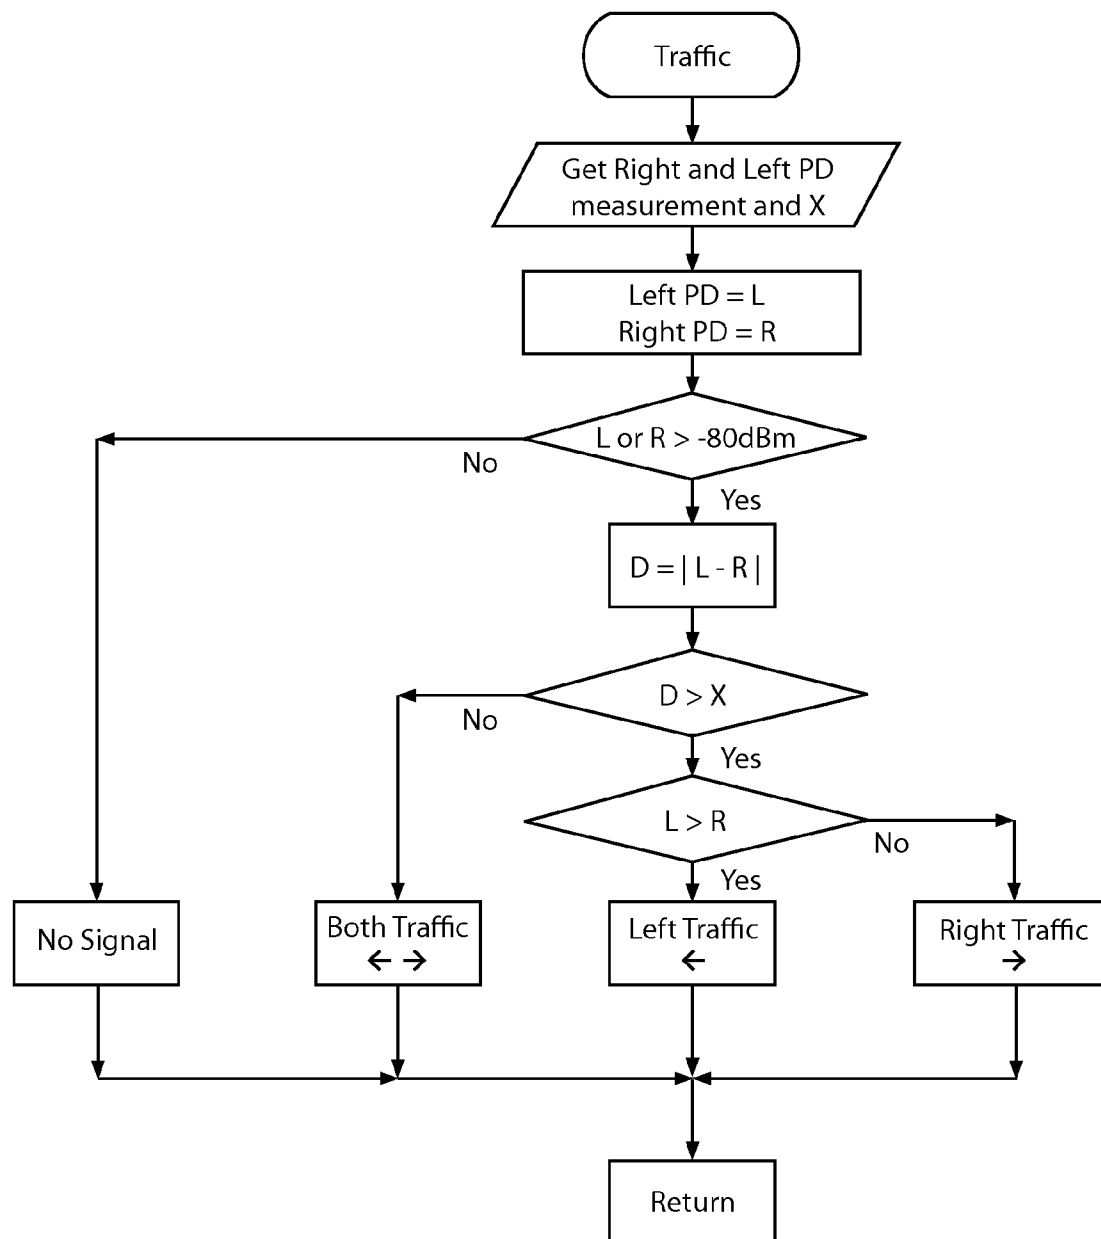 Traffic
Get Right and Left PD
measurement and X
Left PD = L
Right PD = R
L or R > -80dBm
No
Yes
D = | L - R |
D > X
No
Yes
L > R
No
Yes
No Signal
Both Traffic
← →
Left Traffic
←
Right Traffic
→
Return